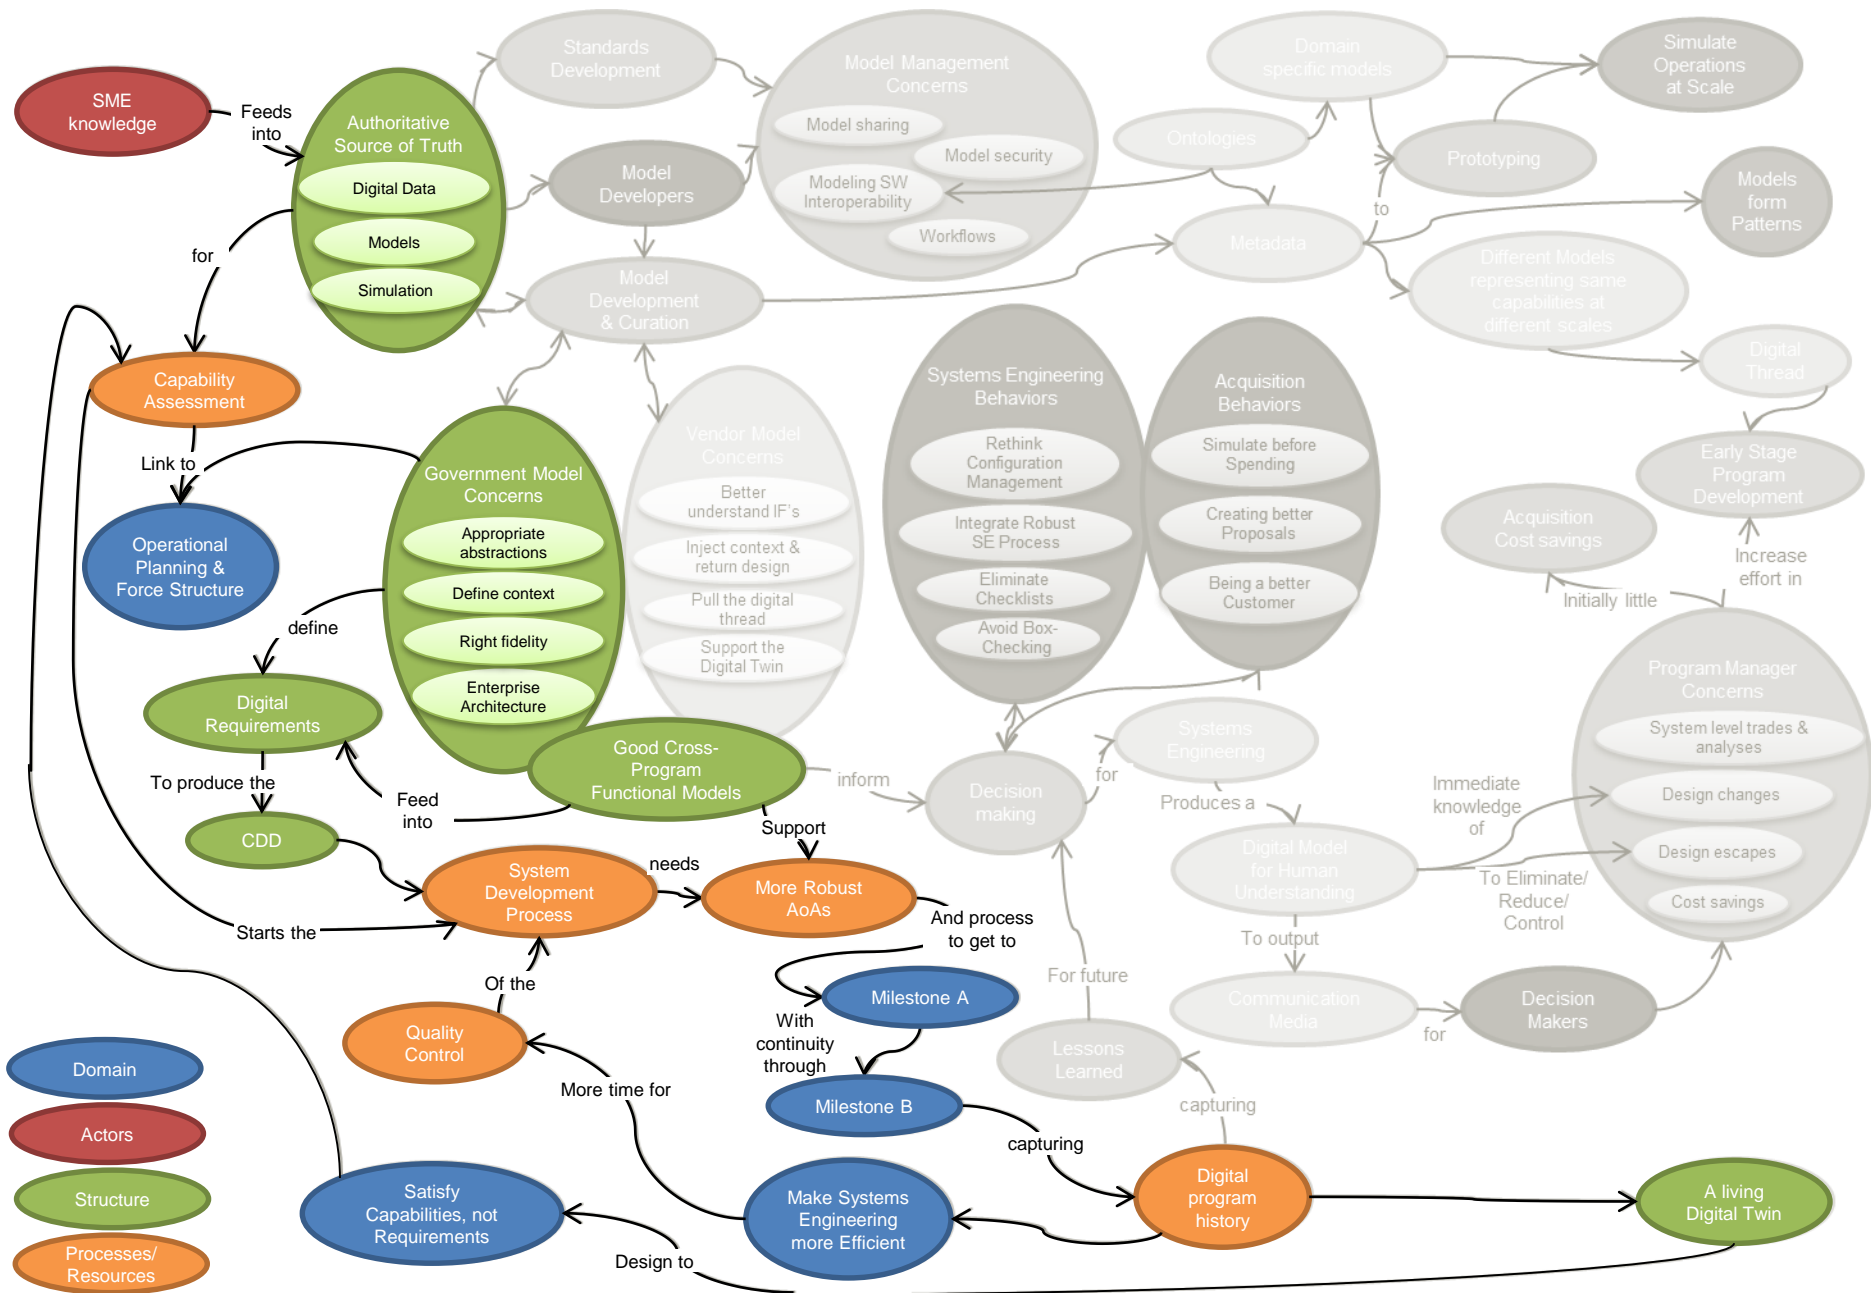 SME
knowledge
Feeds
into
Authoritative
Source of Truth
Digital Data
Models
Simulation
Standards
Development
Model
Developers
Model
Development
& Curation
Model Management
Concerns
Model sharing
Model security
Modeling SW
Interoperability
Workflows
Domain
specific models
Ontologies
Metadata
Simulate
Operations
at Scale
Prototyping
to
Models
form
Patterns
Different Models
representing same
capabilities at
different scales
Digital
Thread
Early Stage
Program
Development
for
Capability
Assessment
Link to
Operational
Planning &
Force Structure
Government Model
Concerns
Appropriate
abstractions
Define context
Right fidelity
Enterprise
Architecture
Vendor Model
Concerns
Better
understand IF's
Inject context &
return design
Pull the digital
thread
Support the
Digital Twin
Systems Engineering
Behaviors
Rethink
Configuration
Management
Integrate Robust
SE Process
Eliminate
Checklists
Avoid Box-
Checking
Acquisition
Behaviors
Simulate before
Spending
Creating better
Proposals
Being a better
Customer
Acquisition
Cost savings
Increase
effort in
Initially little
Program Manager
Concerns
System level trades &
analyses
Design changes
Design escapes
Cost savings
define
Digital
Requirements
To produce the
CDD
Feed
into
Good Cross-
Program
Functional Models
inform
Support
Decision
making
for
Systems
Engineering
Produces a
Digital Model
for Human
Understanding
Immediate
knowledge
of
To Eliminate/
Reduce/
Control
To output
Communication
Media
for
Decision
Makers
System
Development
Process
needs
More Robust
AoAs
And process
to get to
Starts the
Of the
Quality
Control
Milestone A
With
continuity
through
Milestone B
For future
Lessons
Learned
capturing
capturing
More time for
Digital
program
history
A living
Digital Twin
Make Systems
Engineering
more Efficient
Satisfy
Capabilities, not
Requirements
Design to
Domain
Actors
Structure
Processes/
Resources